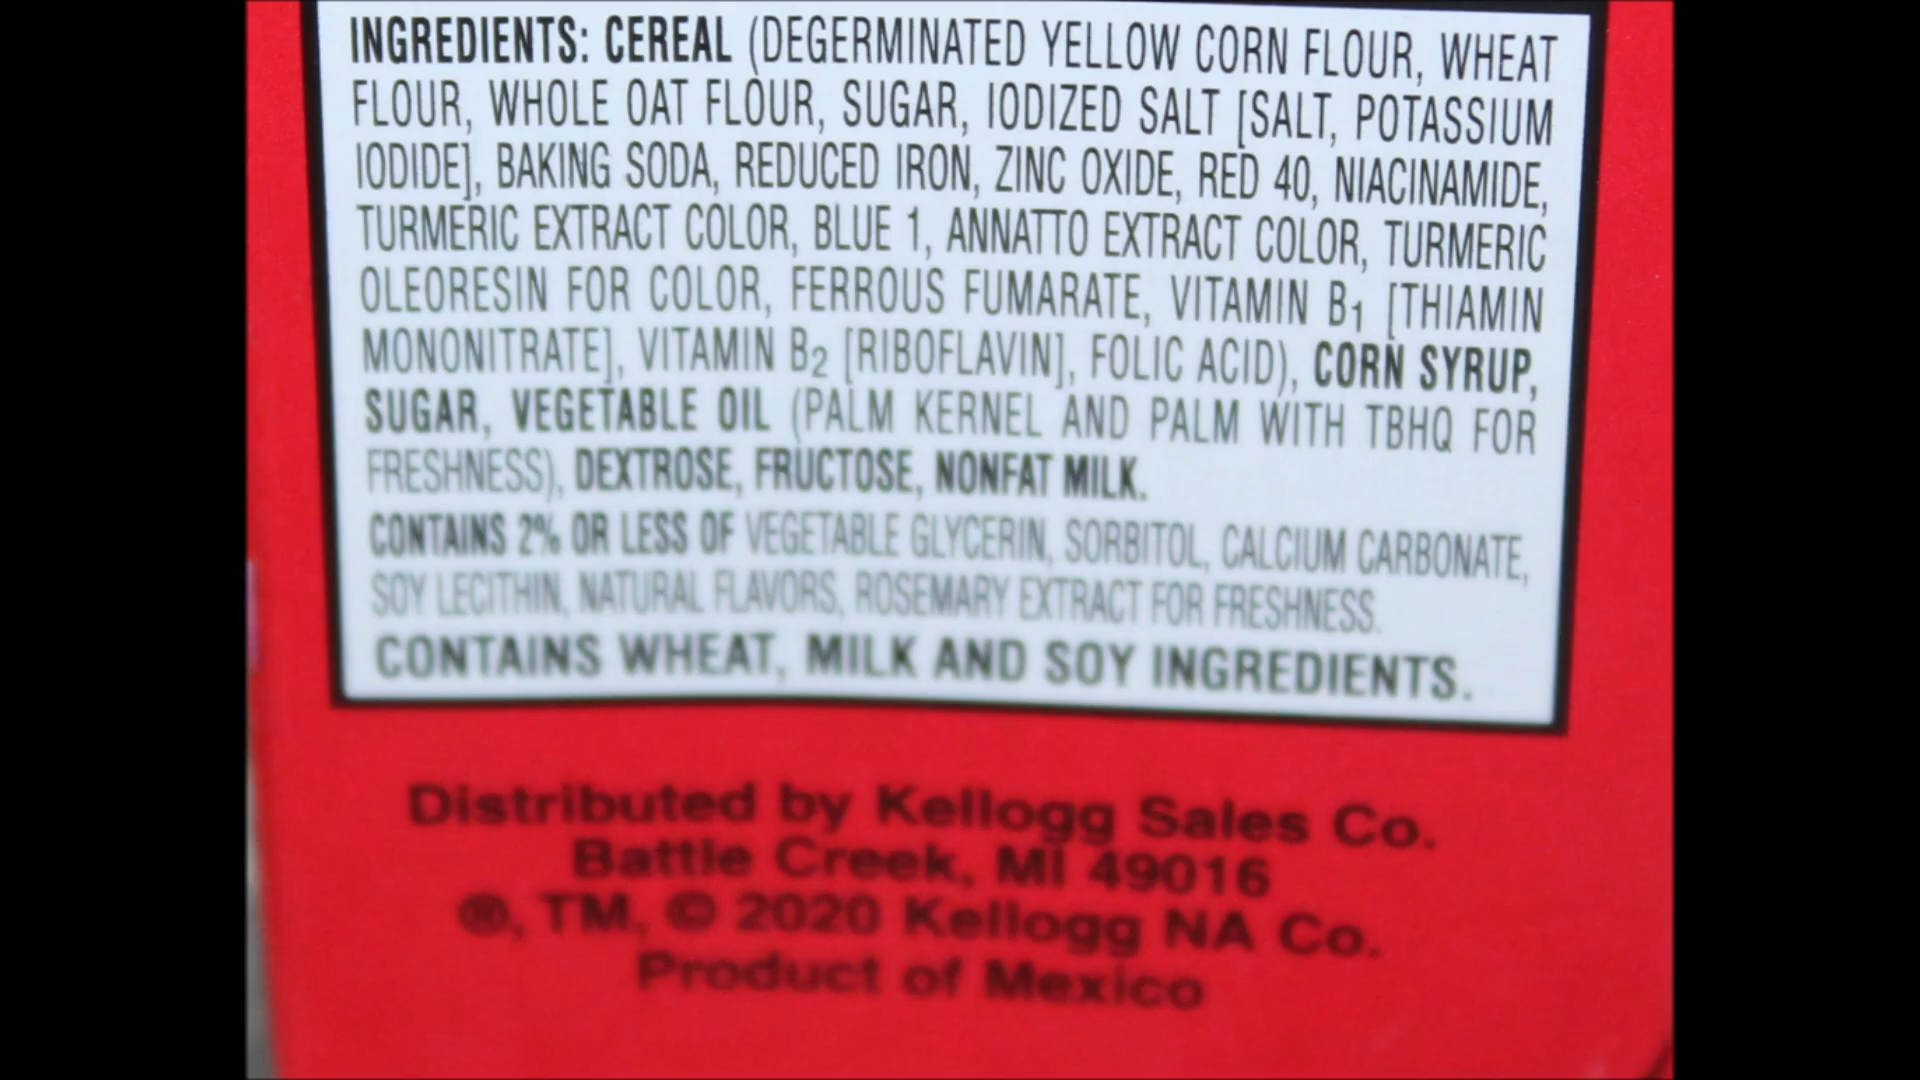 INGREDIENTS: CEREAL (DEGERMINATED YELLOW CORN FLOUR, WHEAT
FLOUR, WHOLE OAT FLOUR, SUGAR, IODIZED SALT [SALT, POTASSIUM
IODIDE], BAKING SODA, REDUCED IRON, ZINC OXIDE, RED 40, NIACINAMIDE,
TURMERIC EXTRACT COLOR, BLUE 1, ANNATTO EXTRACT COLOR, TURMERIC
OLEORESIN FOR COLOR, FERROUS FUMARATE, VITAMIN B1 [THIAMIN
MONONITRATE], VITAMIN B2 [RIBOFLAVIN], FOLIC ACID), CORN SYRUP,
SUGAR, VEGETABLE OIL (PALM KERNEL AND PALM WITH TBHQ FOR
FRESHNESS), DEXTROSE, FRUCTOSE, NONFAT MILK.
CONTAINS 2% OR LESS OF VEGETABLE GLYCERIN, SORBITOL, CALCIUM CARBONATE,
SOY LECITHIN, NATURAL FLAVORS, ROSEMARY EXTRACT FOR FRESHNESS.
CONTAINS WHEAT, MILK AND SOY INGREDIENTS.
Distributed by Kellogg Sales Co.
Battle Creek, MI 49016
®, TM, © 2020 Kellogg NA Co.
Product of Mexico